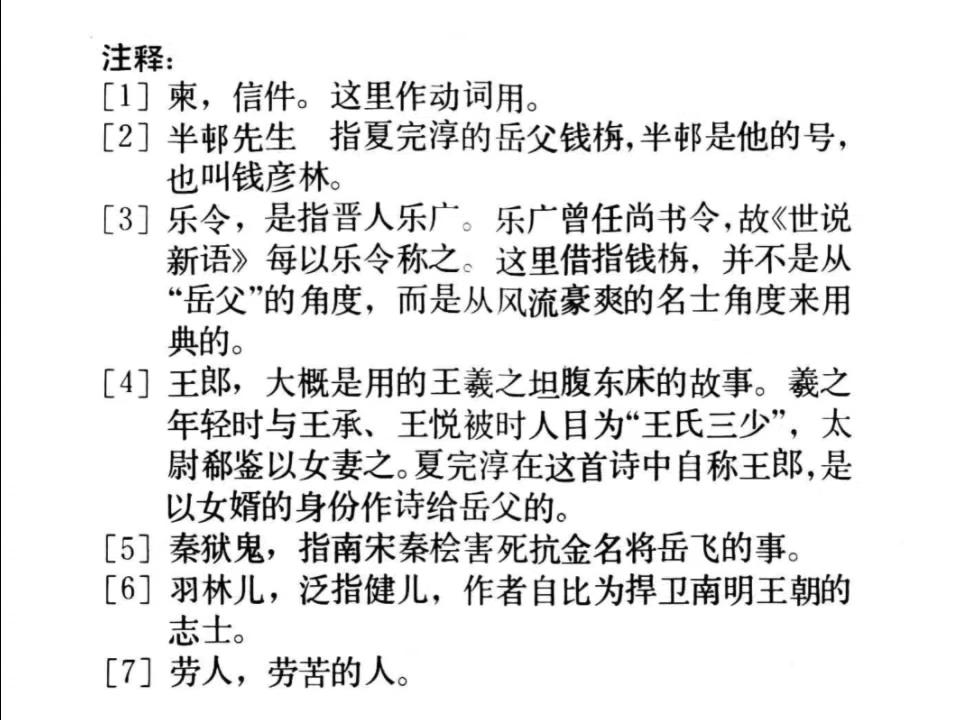 注释：
［1］柬，信件。这里作动词用。
［2］半邨先生　指夏完淳的岳父钱栴，半邨是他的号，
也叫钱彦林。
［3］乐令，是指晋人乐广。乐广曾任尚书令，故《世说
新语》每以乐令称之。这里借指钱栴，并不是从
“岳父”的角度，而是从风流豪爽的名士角度来用
典的。
［4］王郎，大概是用的王羲之坦腹东床的故事。羲之
年轻时与王承、王悦被时人目为“王氏三少”，太
尉郗鉴以女妻之。夏完淳在这首诗中自称王郎，是
以女婿的身份作诗给岳父的。
［5］秦狱鬼，指南宋秦桧害死抗金名将岳飞的事。
［6］羽林儿，泛指健儿，作者自比为捍卫南明王朝的
志士。
［7］劳人，劳苦的人。